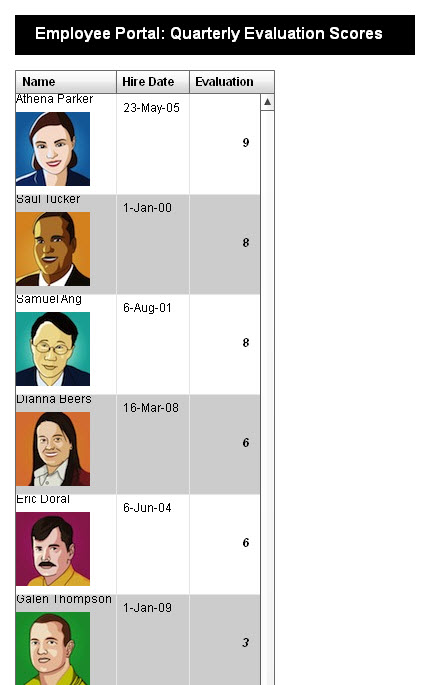 Employee Portal: Quarterly Evaluation Scores
Name Hire Date Evaluation
Athena Parker 23-May-05 9
Saul Tucker 1-Jan-00 8
Samuel Ang 6-Aug-01 8
Dianna Beers 16-Mar-08 6
Eric Doral 6-Jun-04 6
Galen Thompson 1-Jan-09 3